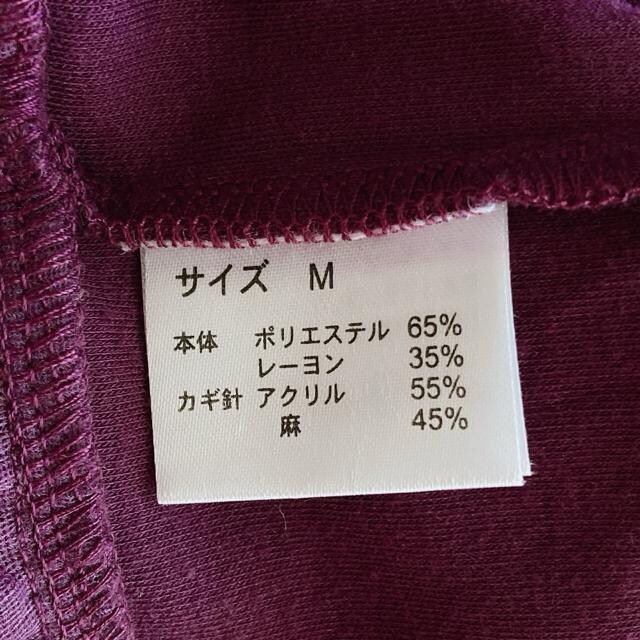 サイズ M
本体 ポリエステル 65%
レーヨン 35%
カギ針 アクリル 55%
麻 45%